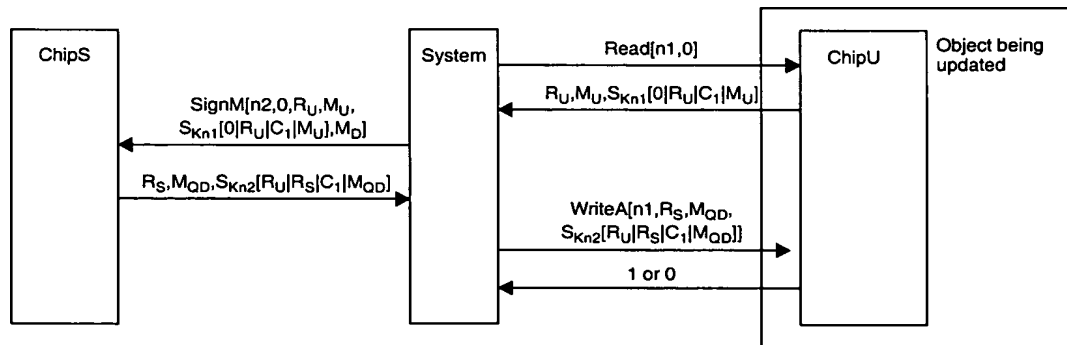 ChipS
System
ChipU
Object being
updated
Read[n1,0]
R_U,M_U,S_Kn1[0|R_U|C_1|M_U]
SignM[n2,0,R_U,M_U,
S_Kn1[0|R_U|C_1|M_U],M_D]
R_S,M_QD,S_Kn2[R_U|R_S|C_1|M_QD]
WriteA[n1,R_S,M_QD,
S_Kn2[R_U|R_S|C_1|M_QD]]
1 or 0